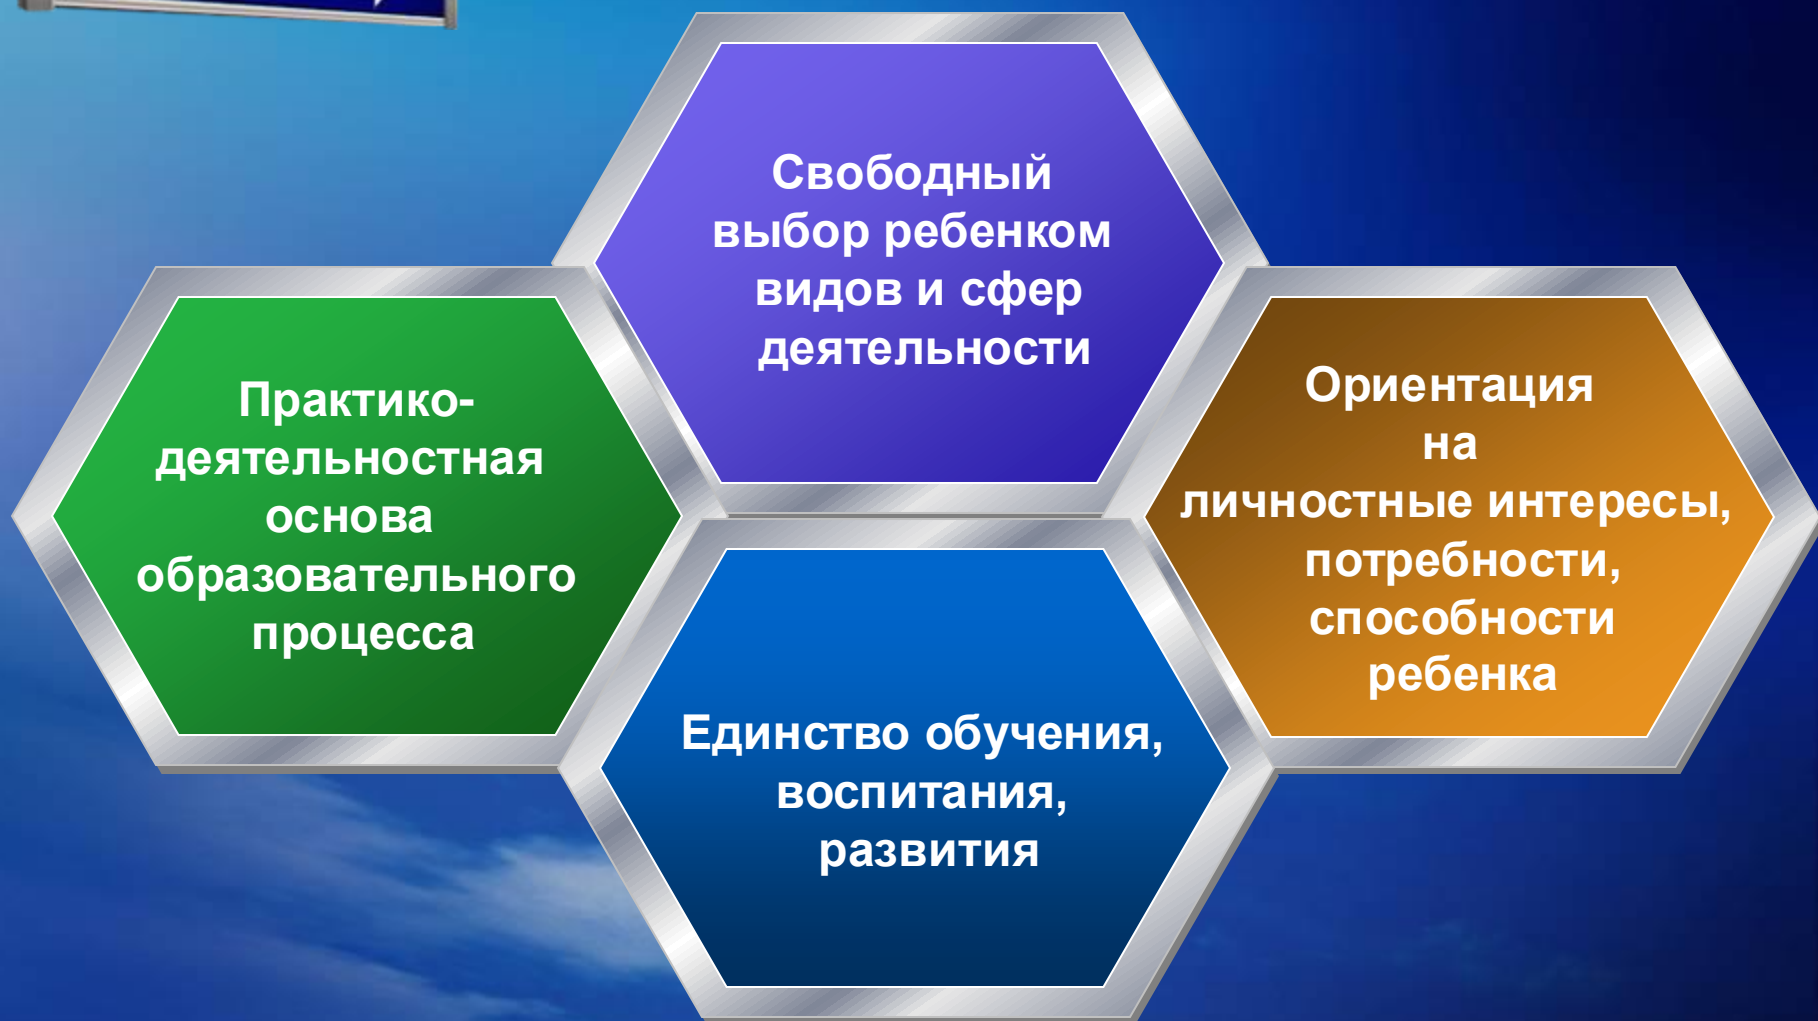 Свободный
выбор ребенком
видов и сфер
деятельности
Практико-
деятельностная
основа
образовательного
процесса
Ориентация
на
личностные интересы,
потребности,
способности
ребенка
Единство обучения,
воспитания,
развития